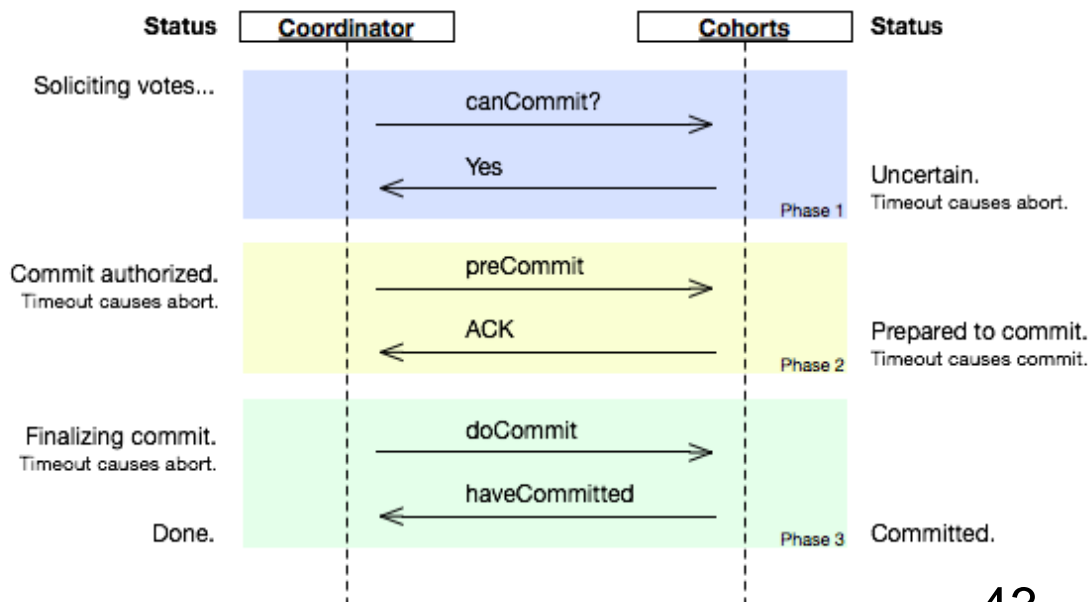 Status Coordinator Cohorts Status
Soliciting votes...
canCommit?
Yes
Uncertain.
Timeout causes abort.
Phase 1
Commit authorized.
Timeout causes abort.
preCommit
ACK
Prepared to commit.
Timeout causes commit.
Phase 2
Finalizing commit.
Timeout causes abort.
doCommit
haveCommitted
Done.
Phase 3
Committed.